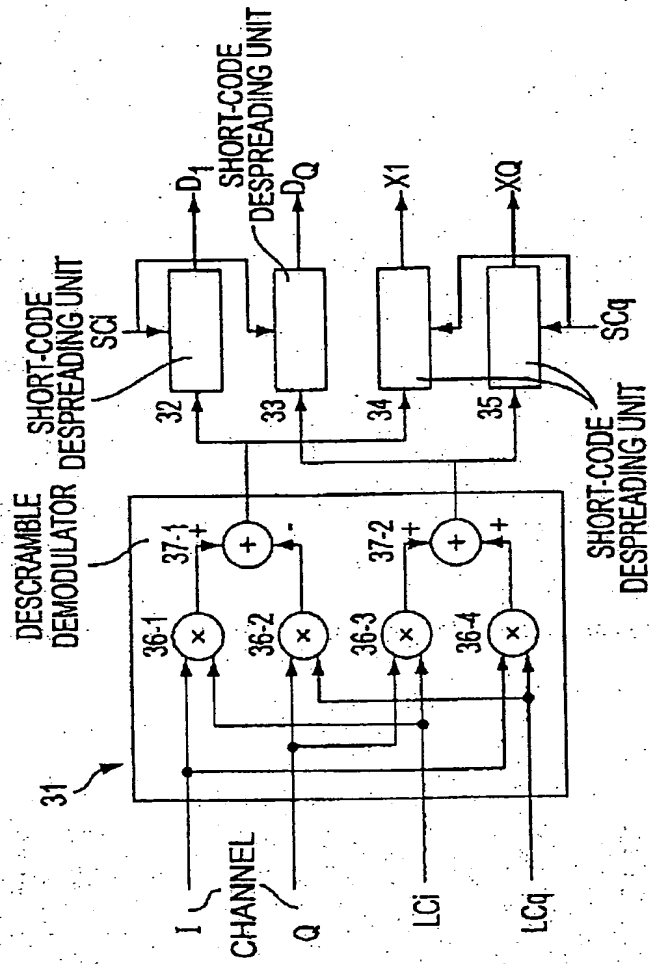 31
DESCRAMBLE
DEMODULATOR
SHORT-CODE
DESPREADING UNIT
SHORT-CODE
DESPREADING UNIT
SCi
I
CHANNEL
Q
LCi
LCq
36-1
×
36-2
×
36-3
×
36-4
×
37-1
+
+
-
37-2
+
+
+
32
33
34
35
D1
DQ
X1
XQ
SCq
SHORT-CODE
DESPREADING UNIT